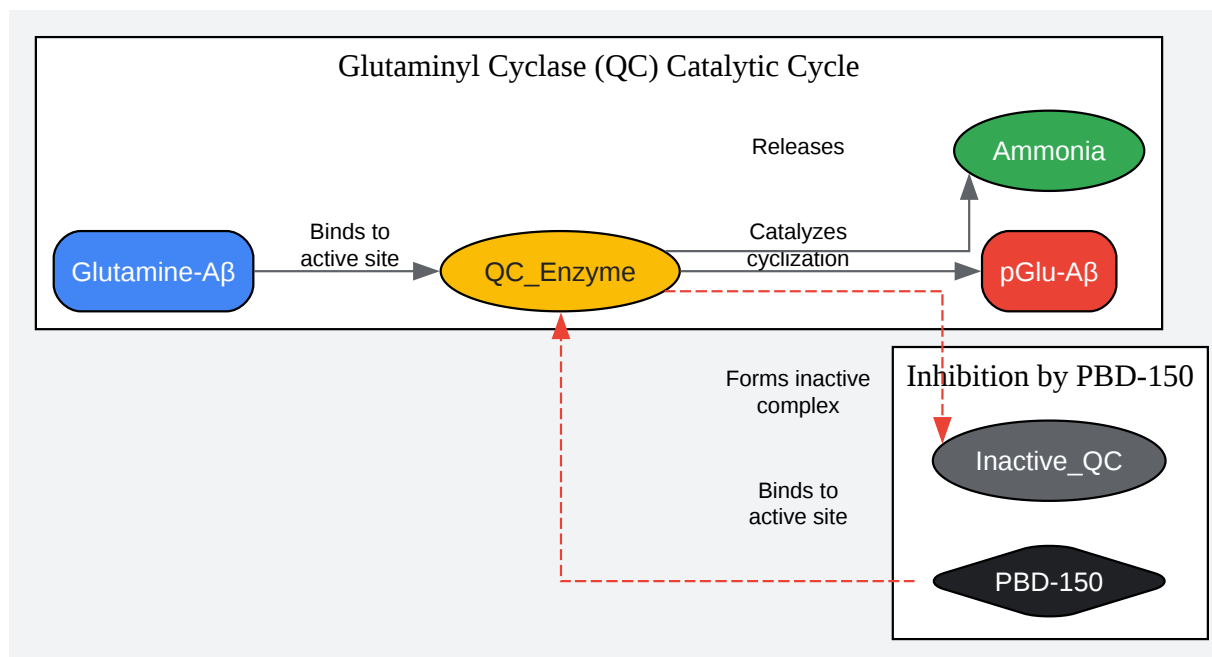 Glutaminyl Cyclase (QC) Catalytic Cycle
Releases
Ammonia
Glutamine-Aβ
Binds to
active site
QC_Enzyme
Catalyzes
cyclization
pGlu-Aβ
Inhibition by PBD-150
Forms inactive
complex
Inactive_QC
Binds to
active site
PBD-150